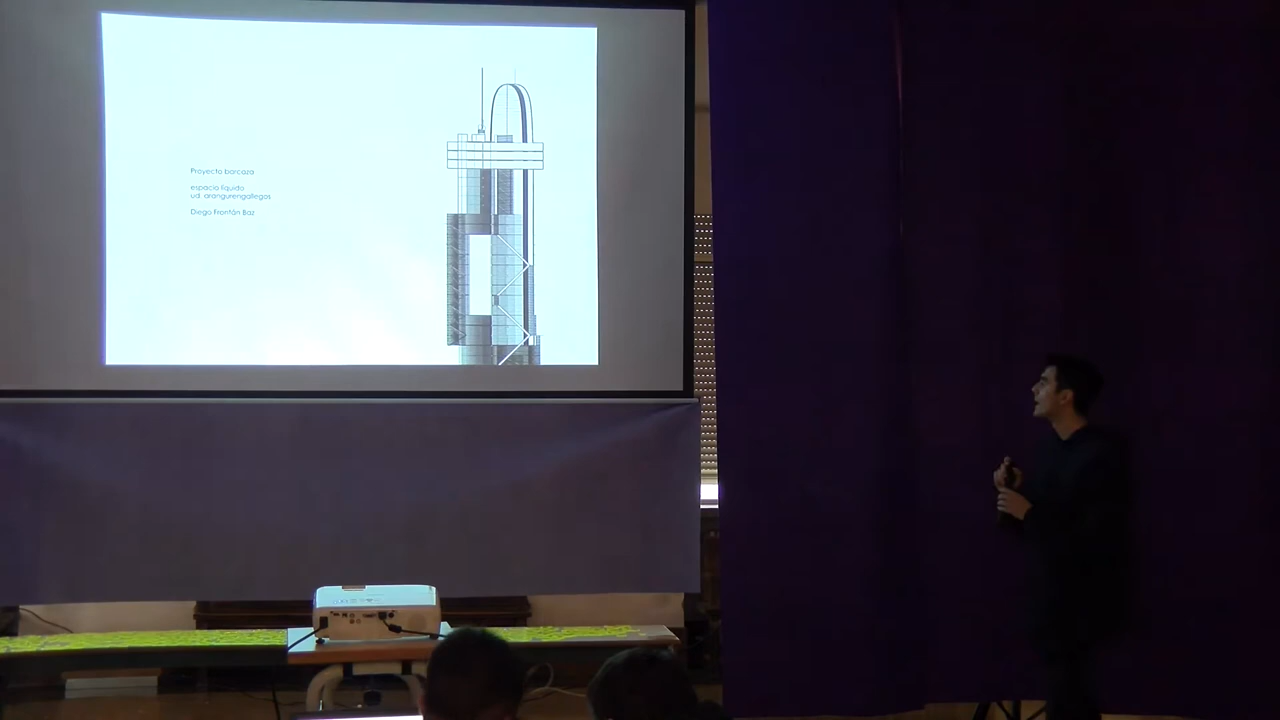 Proyecto barcaza
espacio líquido
ud arangurengallegos
Diego Frontán Baz